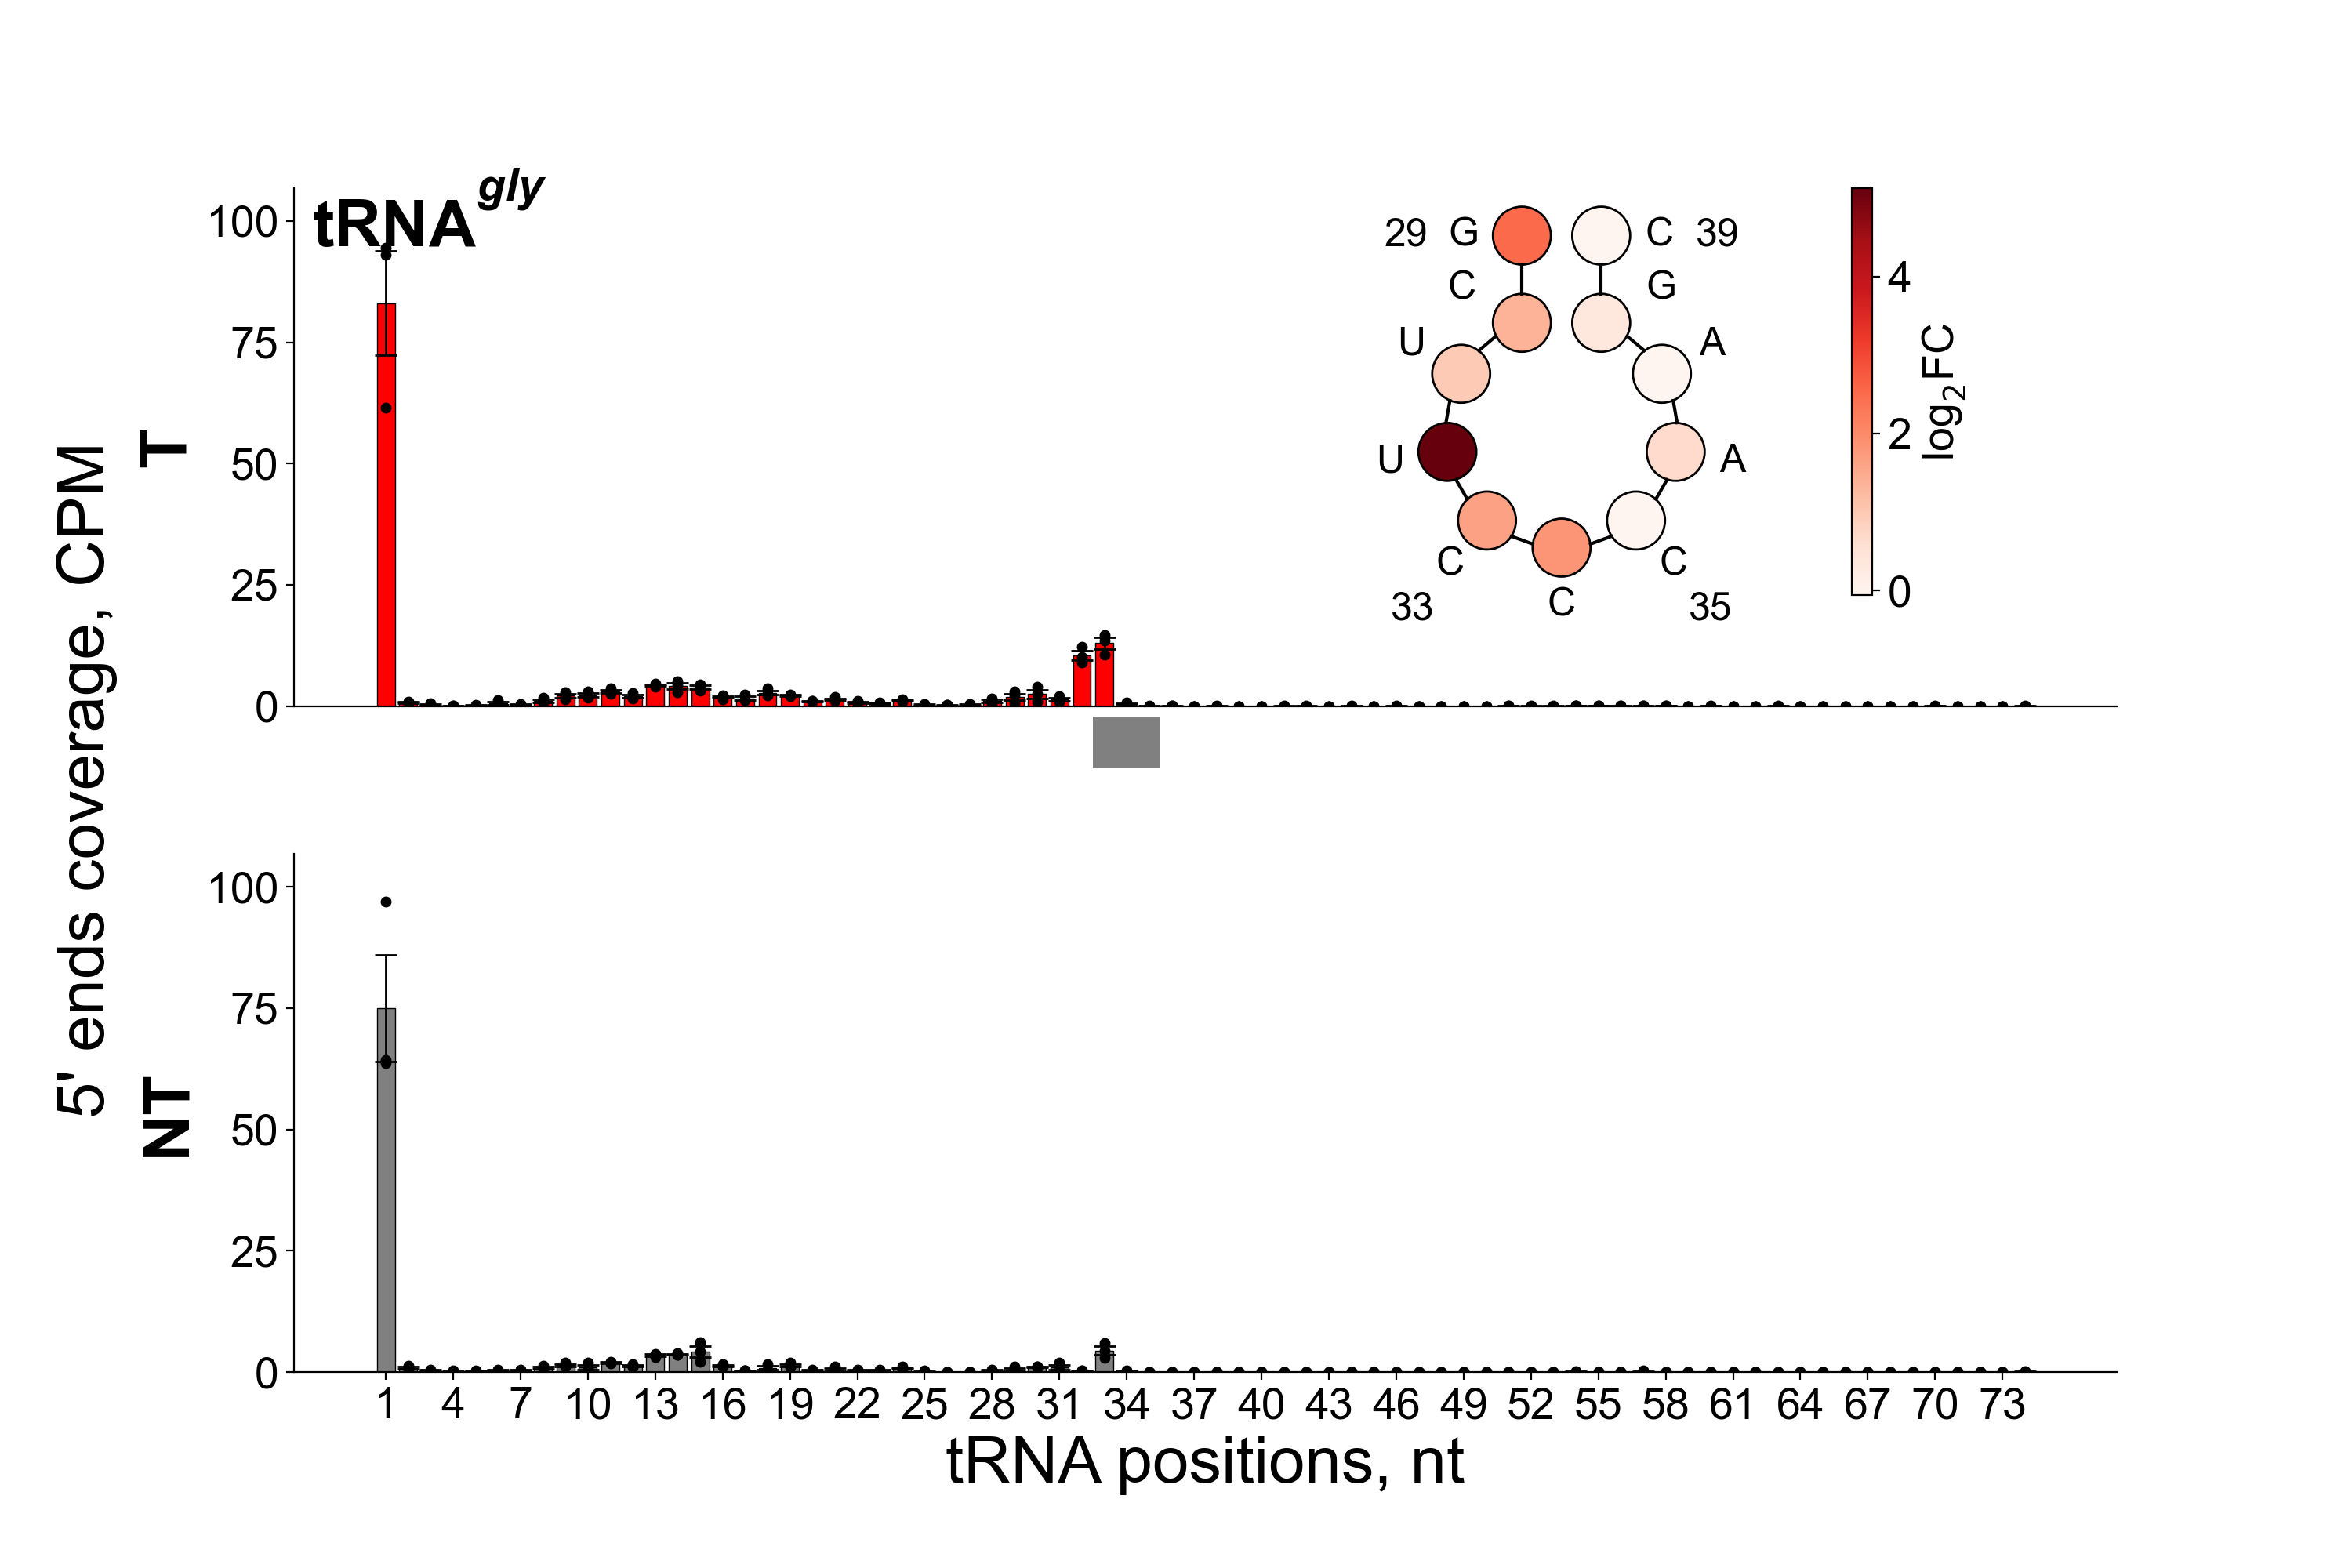 tRNA^gly
100
75
50
25
0
T
5' ends coverage, CPM
29 G C 39
C G
U A
U A
C C
33 C 35
4
2
0
log₂FC
100
75
50
25
0
NT
1 4 7 10 13 16 19 22 25 28 31 34 37 40 43 46 49 52 55 58 61 64 67 70 73
tRNA positions, nt